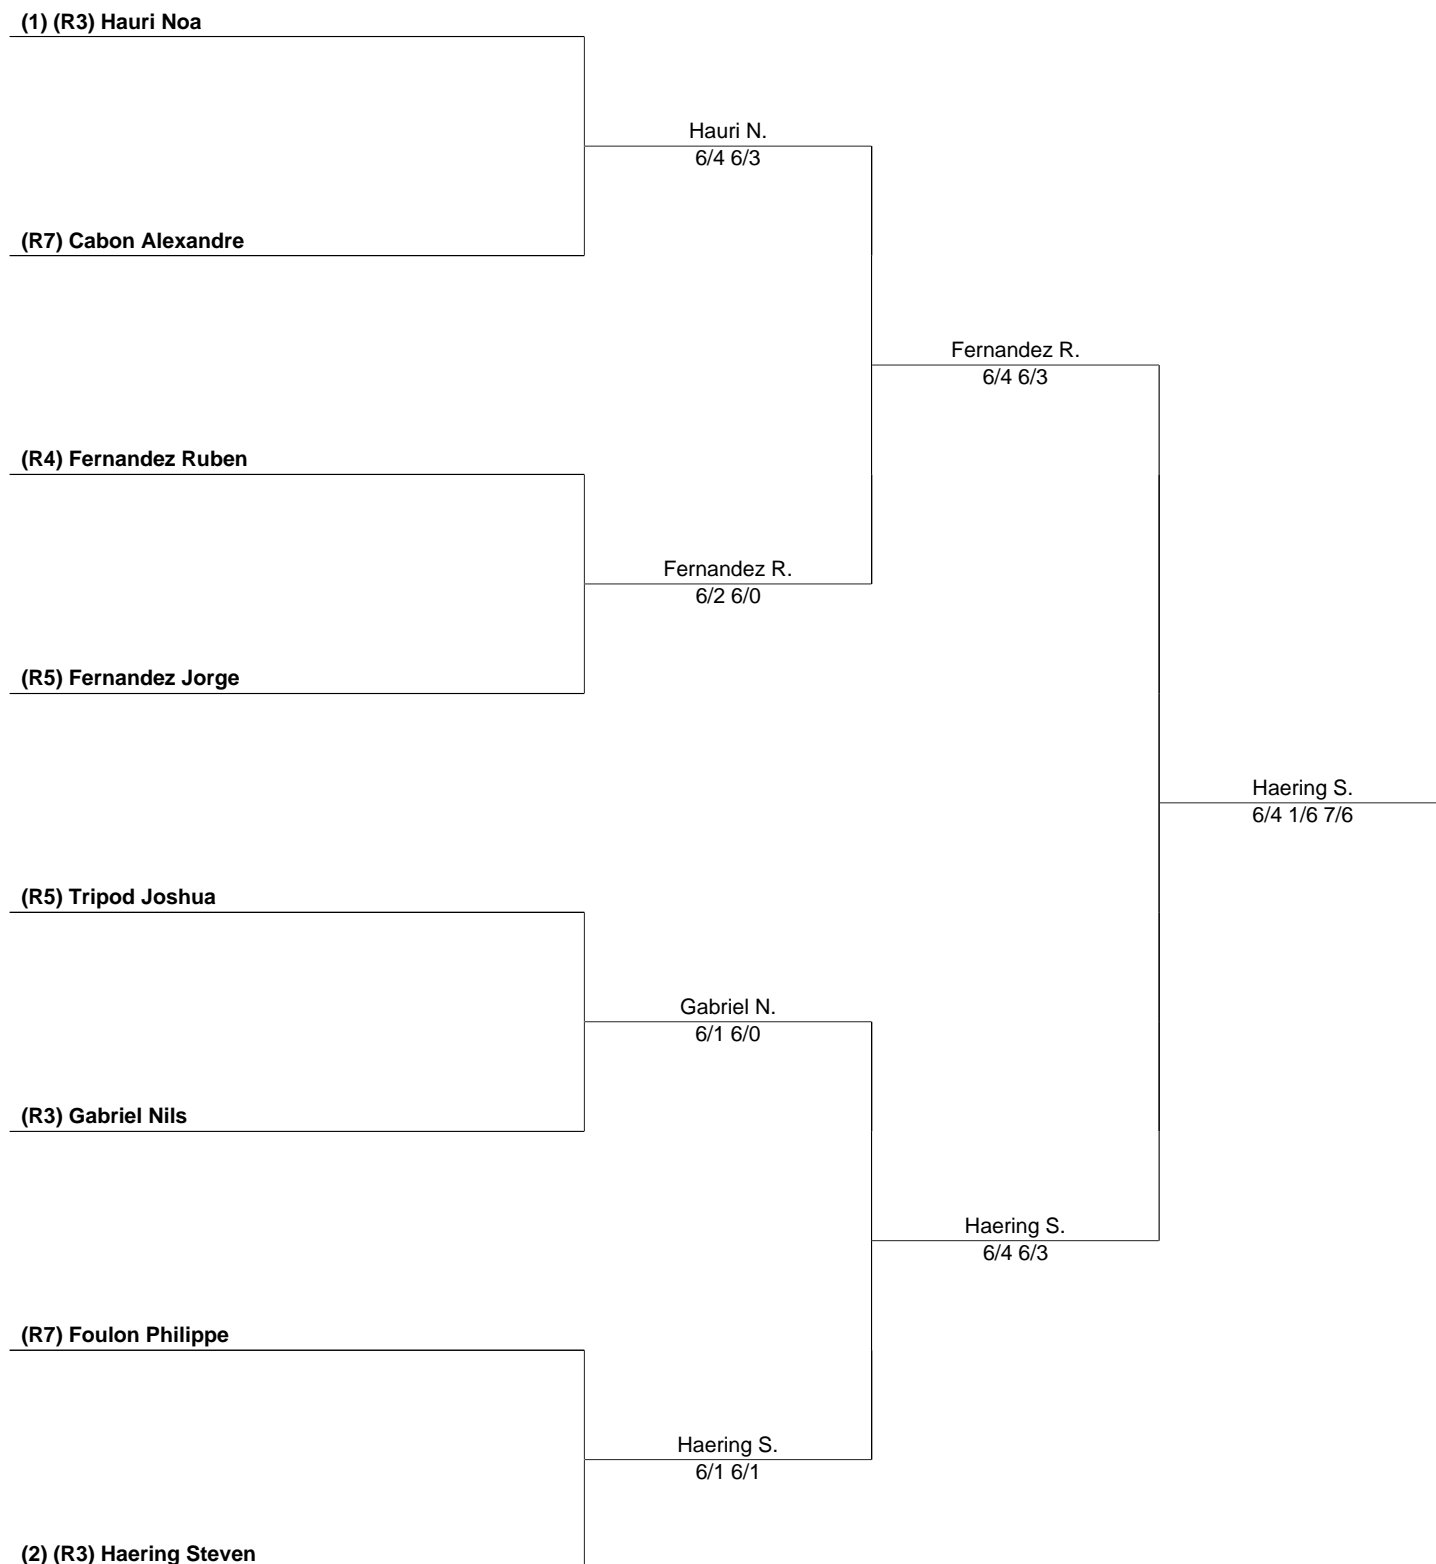 (1) (R3) Hauri Noa
Hauri N.
6/4 6/3
(R7) Cabon Alexandre
Fernandez R.
6/4 6/3
(R4) Fernandez Ruben
Fernandez R.
6/2 6/0
(R5) Fernandez Jorge
Haering S.
6/4 1/6 7/6
(R5) Tripod Joshua
Gabriel N.
6/1 6/0
(R3) Gabriel Nils
Haering S.
6/4 6/3
(R7) Foulon Philippe
Haering S.
6/1 6/1
(2) (R3) Haering Steven